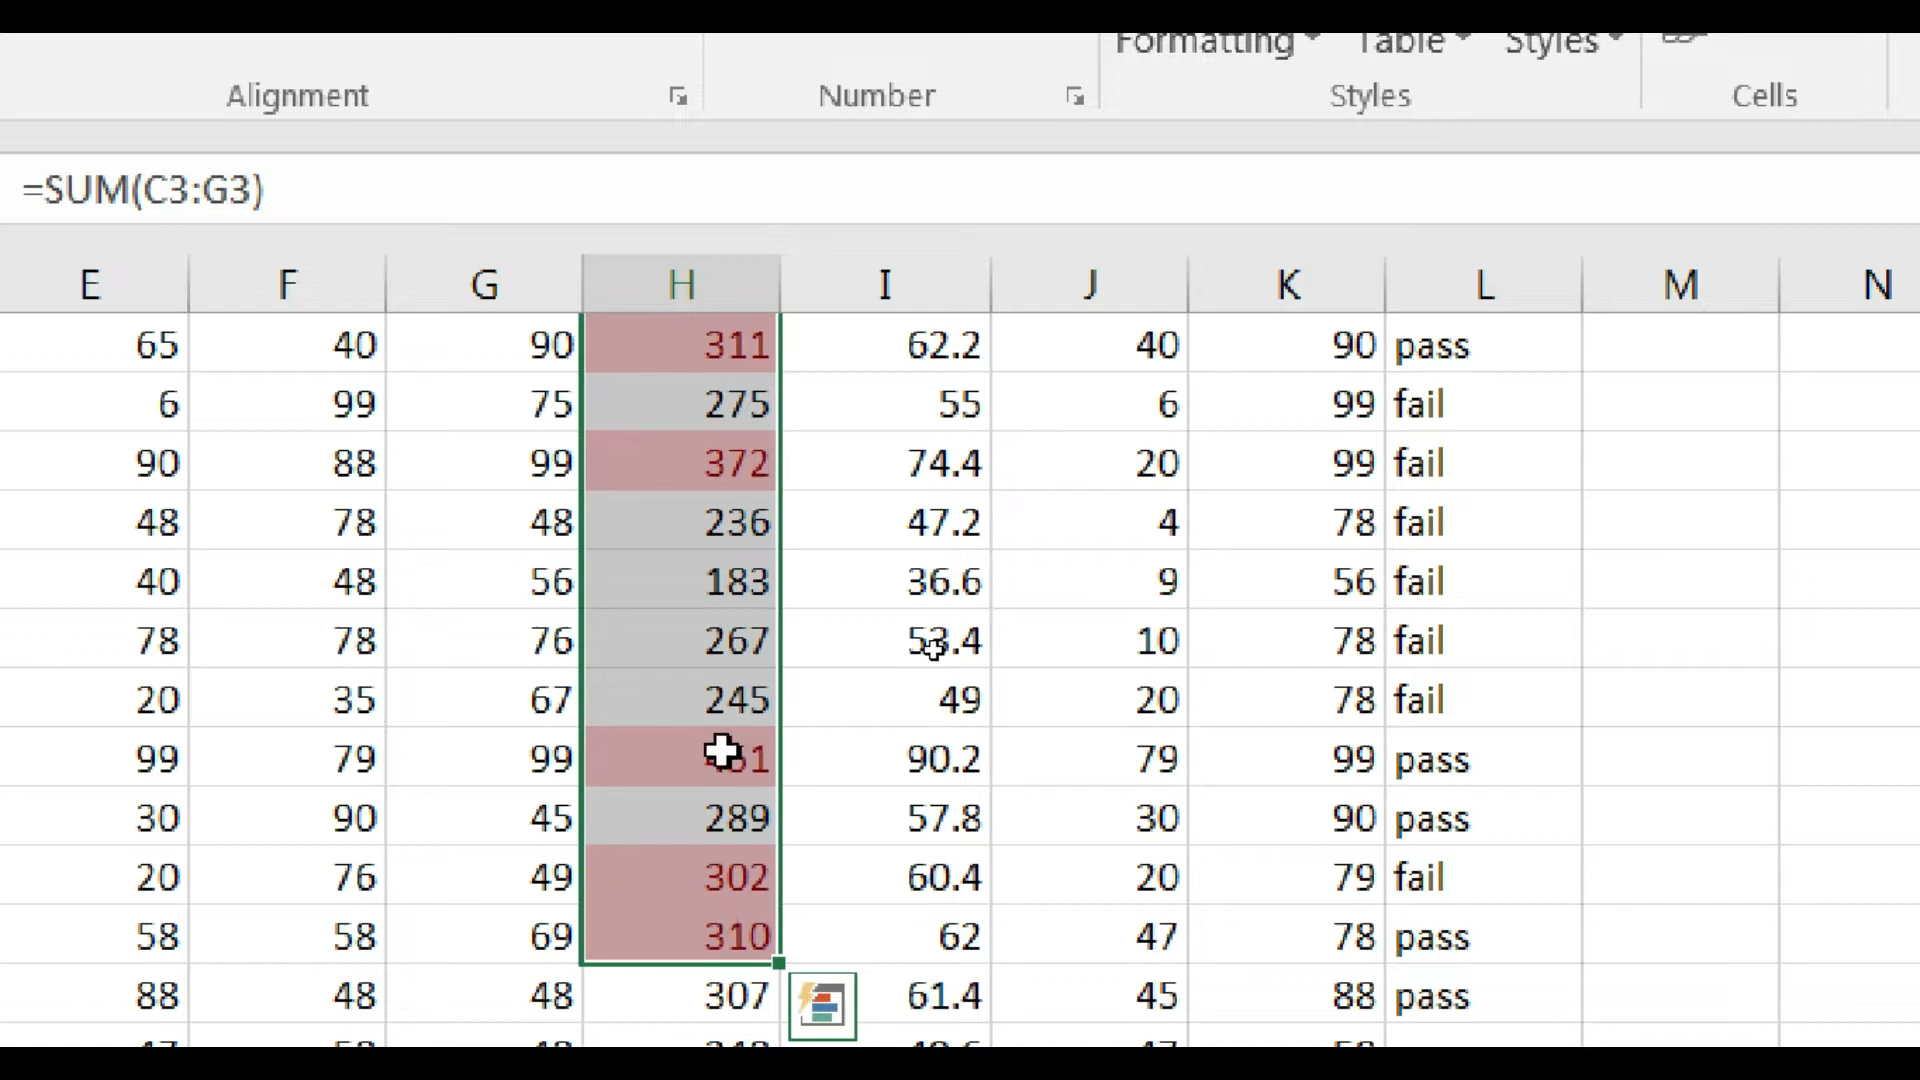 Formatting Table Styles
Alignment Number Styles Cells
=SUM(C3:G3)
E F G H I J K L M N
65 40 90 311 62.2 40 90 pass
6 99 75 275 55 6 99 fail
90 88 99 372 74.4 20 99 fail
48 78 48 236 47.2 4 78 fail
40 48 56 183 36.6 9 56 fail
78 78 76 267 53.4 10 78 fail
20 35 67 245 49 20 78 fail
99 79 99 90.2 79 99 pass
30 90 45 289 57.8 30 90 pass
20 76 49 302 60.4 20 79 fail
58 58 69 310 62 47 78 pass
88 48 48 307 61.4 45 88 pass